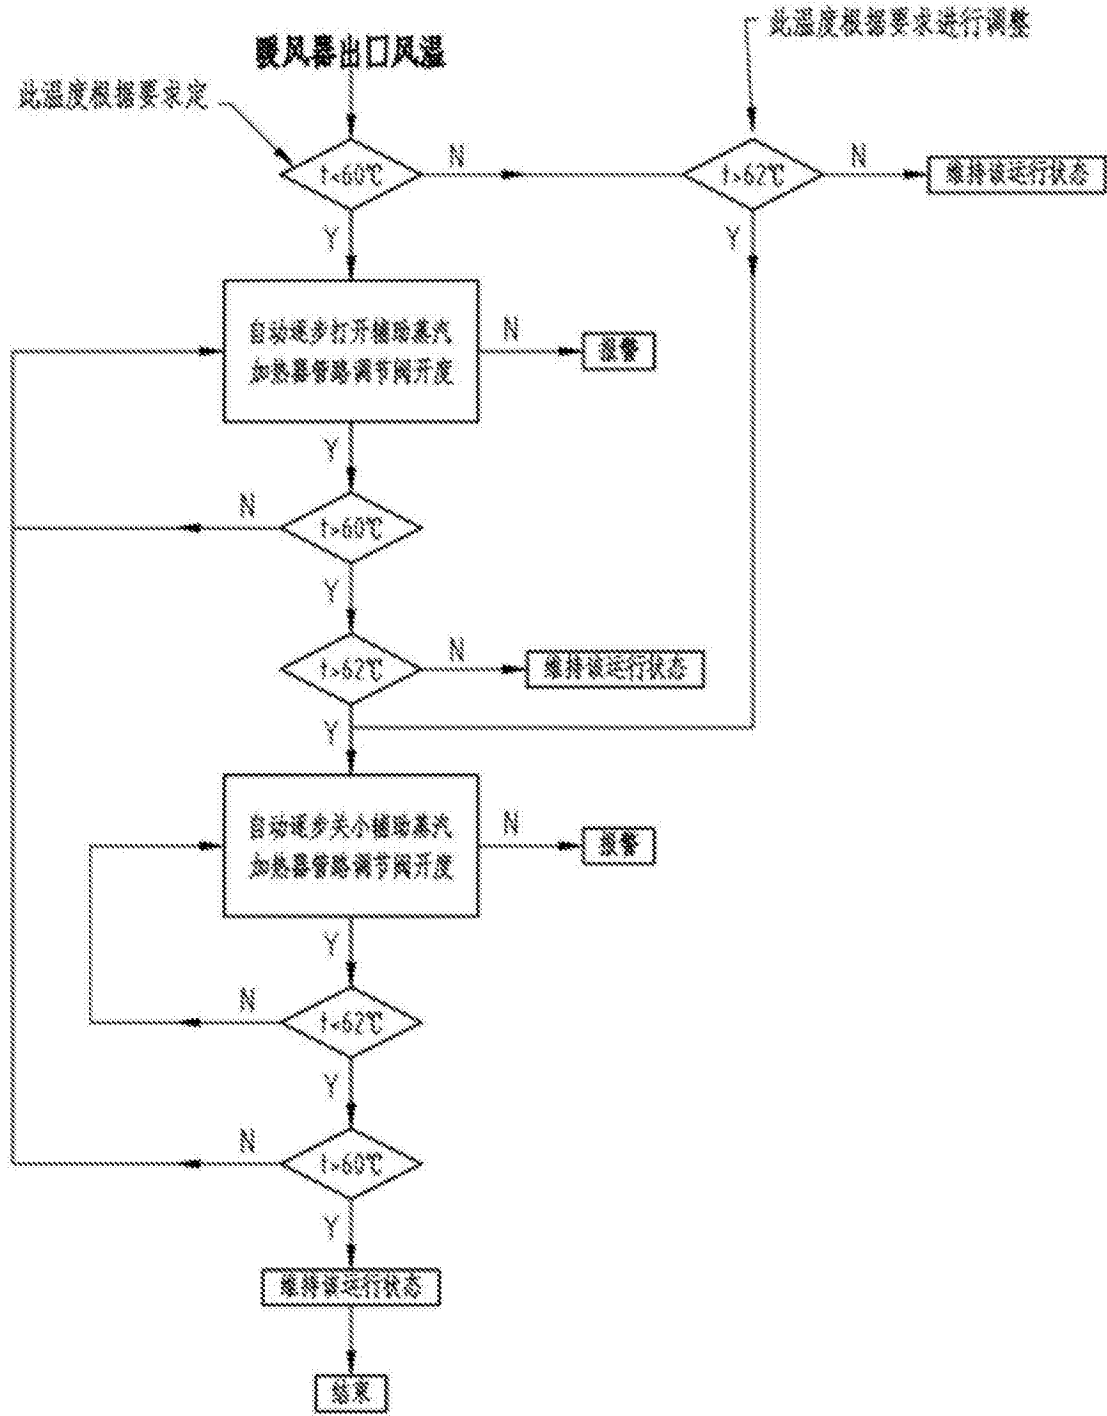 此温度根据要求进行调整
暖风器出口风温
此温度根据要求定
t<60℃
N
t>62℃
N
维持该运行状态
Y
Y
自动逐步打开辅助蒸汽
加热器管路调节阀开度
N
报警
Y
N
t>60℃
Y
t>62℃
N
维持该运行状态
Y
自动逐步关小辅助蒸汽
加热器管路调节阀开度
N
报警
Y
N
t<62℃
Y
N
t>60℃
Y
维持该运行状态
结束